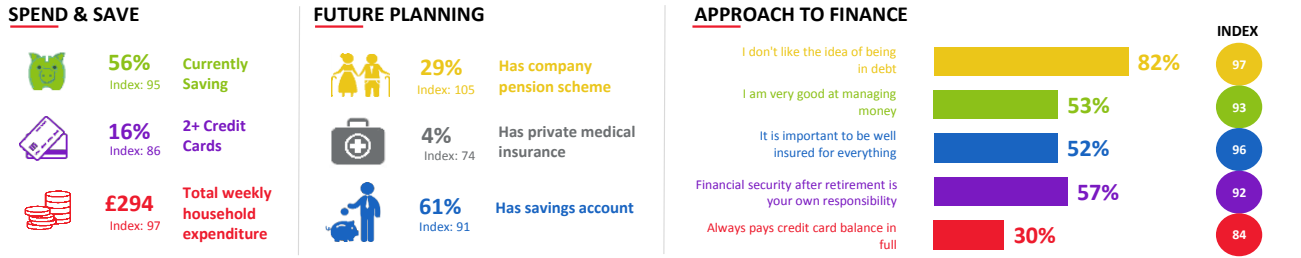 SPEND & SAVE
56%
Index: 95
Currently
Saving
16%
Index: 86
2+ Credit
Cards
£294
Index: 97
Total weekly
household
expenditure
FUTURE PLANNING
29%
Index: 105
Has company
pension scheme
4%
Index: 74
Has private medical
insurance
61%
Index: 91
Has savings account
APPROACH TO FINANCE
INDEX
I don't like the idea of being
in debt
82%
97
I am very good at managing
money
53%
93
It is important to be well
insured for everything
52%
96
Financial security after retirement is
your own responsibility
57%
92
Always pays credit card balance in
full
30%
84